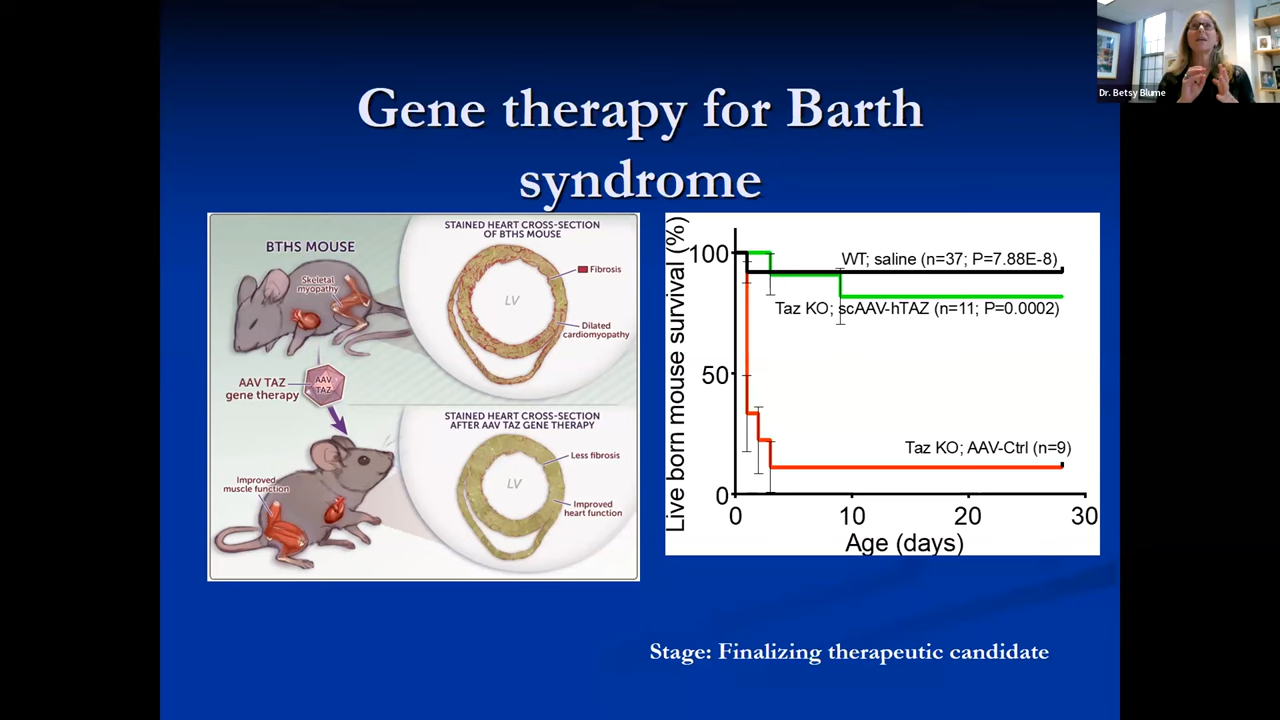 Gene therapy for Barth
syndrome
Dr. Betsy Blume
BTHS MOUSE
Skeletal
myopathy
AAV TAZ
gene therapy
AAV
TAZ
Improved
muscle function
STAINED HEART CROSS-SECTION
OF BTHS MOUSE
Fibrosis
LV
Dilated
cardiomyopathy
STAINED HEART CROSS-SECTION
AFTER AAV TAZ GENE THERAPY
Less fibrosis
LV
Improved
heart function
Live born mouse survival (%)
100
50
0
WT; saline (n=37; P=7.88E-8)
Taz KO; scAAV-hTAZ (n=11; P=0.0002)
Taz KO; AAV-Ctrl (n=9)
0 10 20 30
Age (days)
Stage: Finalizing therapeutic candidate